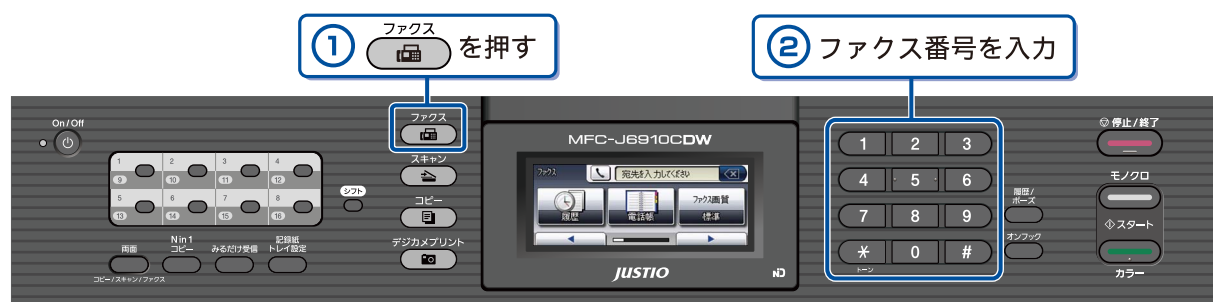 ① ファクス を押す
② ファクス番号を入力
On/Off
1 2 3 4
9 10 11 12
5 6 7 8
13 14 15 16
シフト
両面
N in 1
コピー
みるだけ受信
記録紙
トレイ設定
コピー/スキャン/ファクス
ファクス
スキャン
コピー
デジカメプリント
MFC-J6910CDW
ファクス
宛先を入力してください
履歴
電話帳
ファクス画質
標準
JUSTIO
1 2 3
4 5 6
7 8 9
* 0 #
トーン
履歴/
ポーズ
オンフック
停止/終了
モノクロ
スタート
カラー